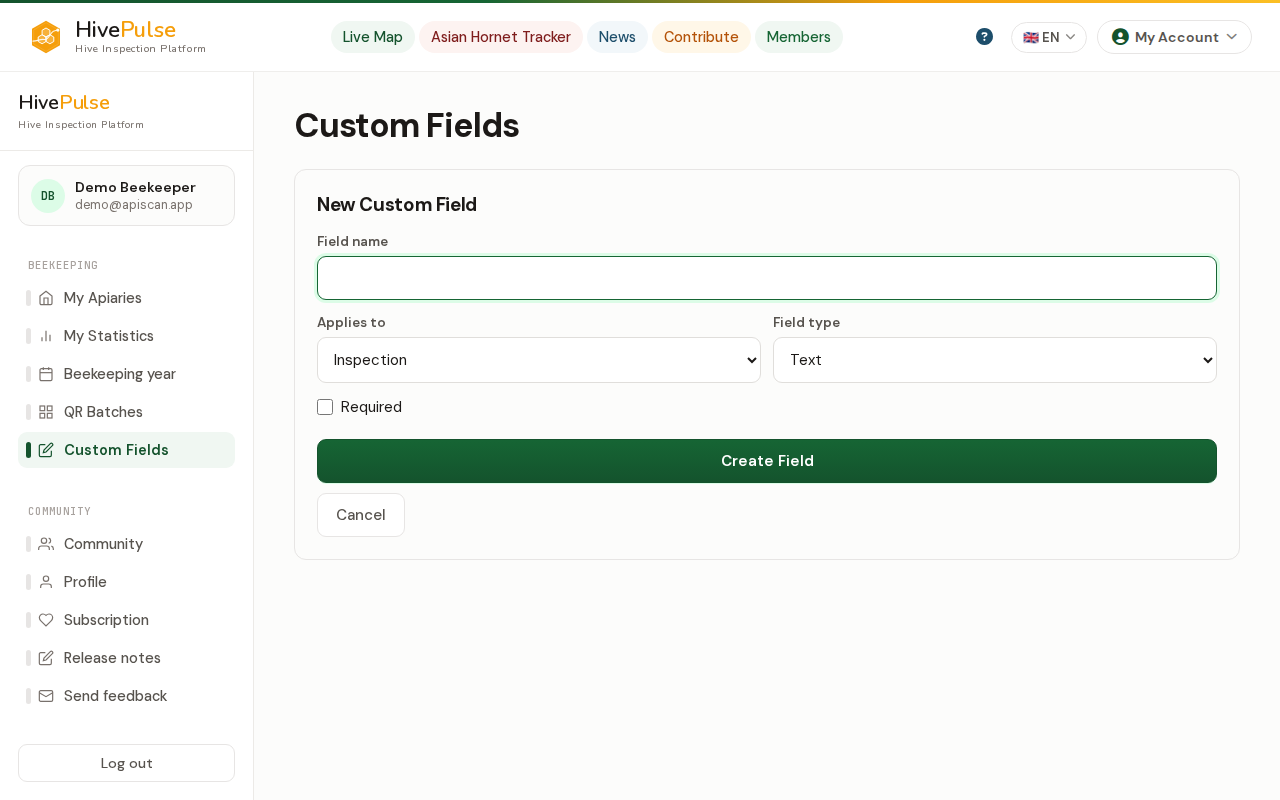 HivePulse
Hive Inspection Platform
Live Map
Asian Hornet Tracker
News
Contribute
Members
?
🇬🇧 EN
My Account
HivePulse
Hive Inspection Platform
DB
Demo Beekeeper
demo@apiscan.app
BEEKEEPING
My Apiaries
My Statistics
Beekeeping year
QR Batches
Custom Fields
COMMUNITY
Community
Profile
Subscription
Release notes
Send feedback
Log out
Custom Fields
New Custom Field
Field name
Applies to
Field type
Inspection
Text
Required
Create Field
Cancel